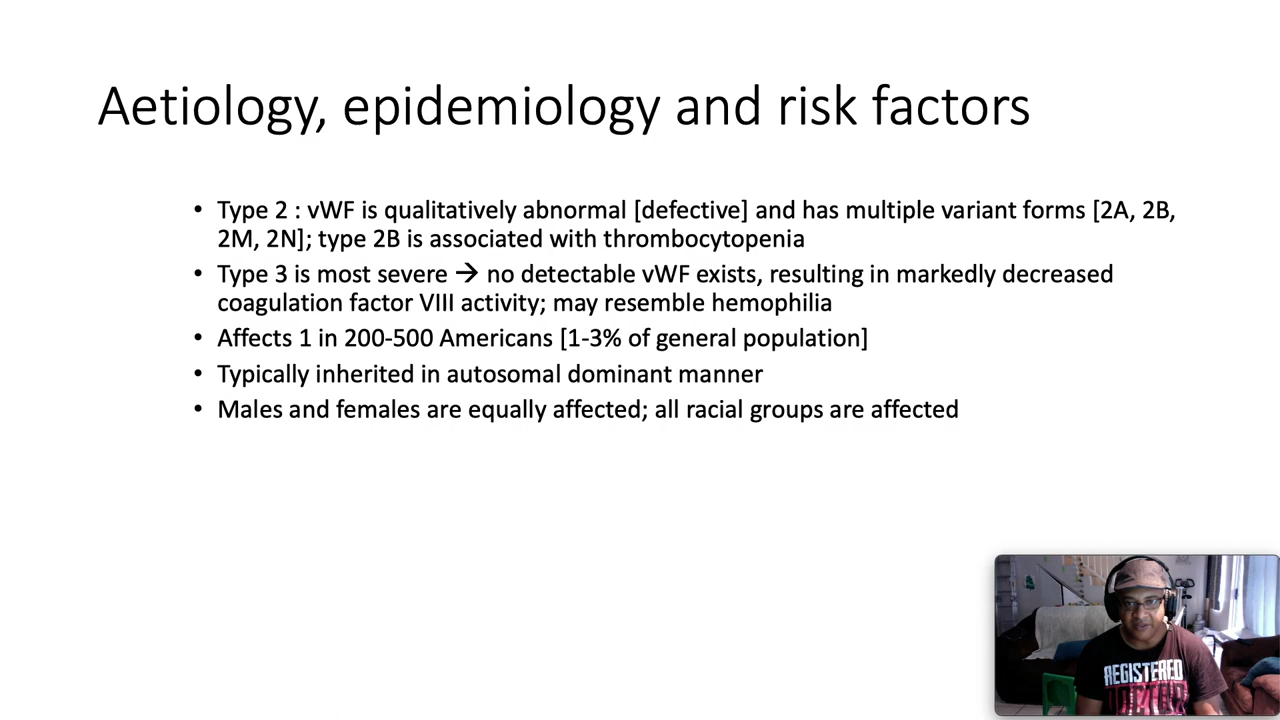 Aetiology, epidemiology and risk factors
• Type 2 : vWF is qualitatively abnormal [defective] and has multiple variant forms [2A, 2B,
2M, 2N]; type 2B is associated with thrombocytopenia
• Type 3 is most severe → no detectable vWF exists, resulting in markedly decreased
coagulation factor VIII activity; may resemble hemophilia
• Affects 1 in 200-500 Americans [1-3% of general population]
• Typically inherited in autosomal dominant manner
• Males and females are equally affected; all racial groups are affected
REGISTERED
DOCTOR